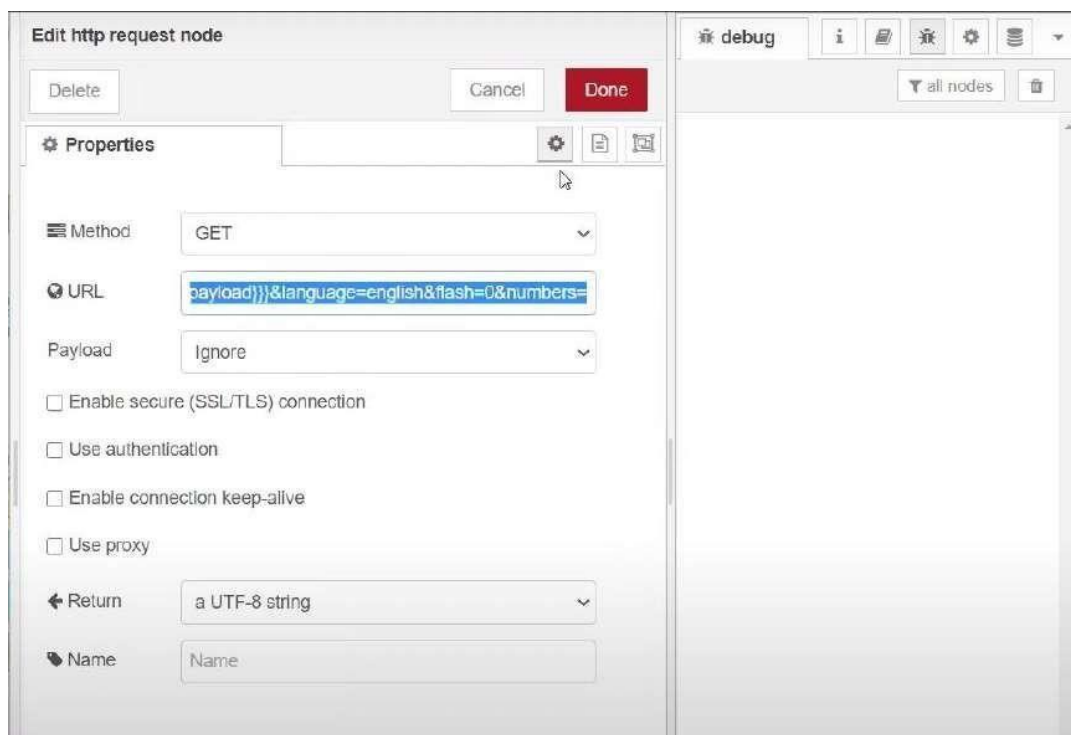 Edit http request node
debug
Delete
Cancel
Done
all nodes
Properties
Method
GET
URL
payload}}}&language=english&flash=0&numbers=
Payload
Ignore
Enable secure (SSL/TLS) connection
Use authentication
Enable connection keep-alive
Use proxy
Return
a UTF-8 string
Name
Name